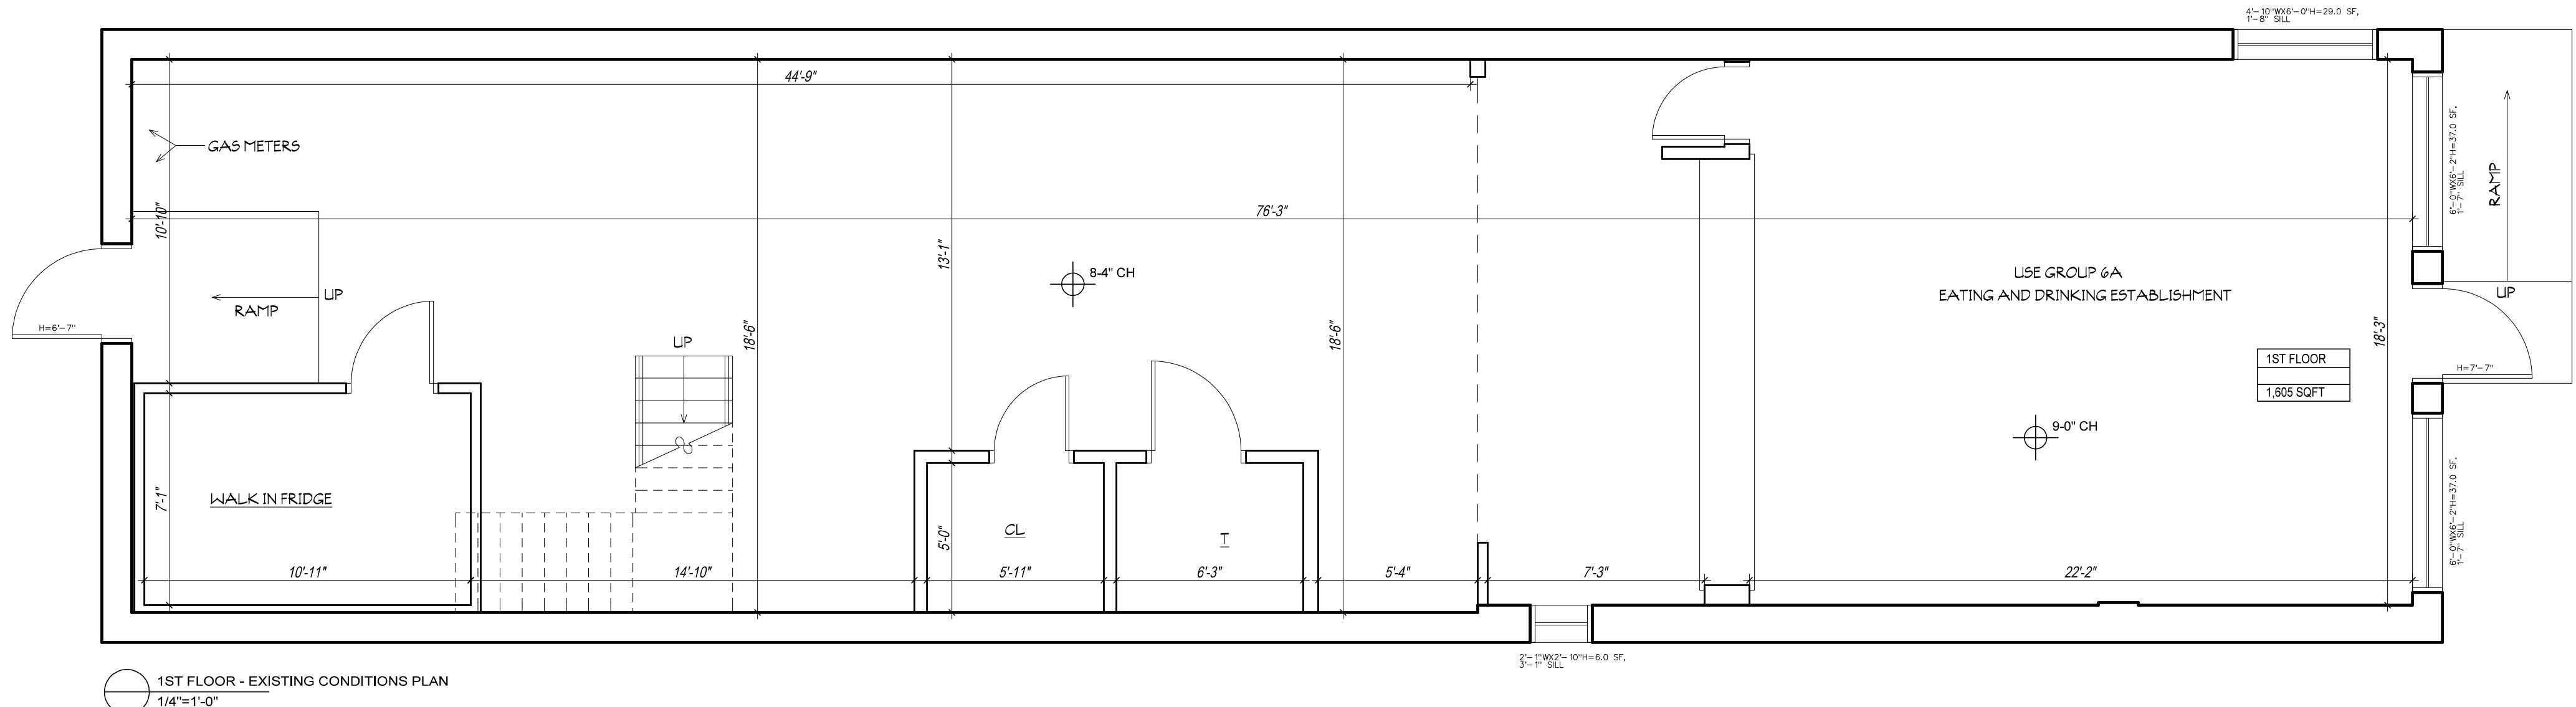 4'-10"WX6'-0"H=29.0 SF,
1'-8" SILL
44'-9"
GAS METERS
6'-0"WX6'-2"H=37.0 SF,
1'-7" SILL
RAMP
10'-10"
76'-3"
13'-1"
8-4" CH
USE GROUP 6A
EATING AND DRINKING ESTABLISHMENT
UP
RAMP
UP
H=6'-7"
18'-6"
18'-6"
18'-3"
UP
1ST FLOOR
1,605 SQFT
H=7'-7"
9-0" CH
WALK IN FRIDGE
7'-1"
CL
T
5'-0"
6'-0"WX6'-2"H=37.0 SF,
1'-7" SILL
10'-11"
14'-10"
5'-11"
6'-3"
5'-4"
7'-3"
22'-2"
2'-1"WX2'-10"H=6.0 SF,
3'-1" SILL
1ST FLOOR - EXISTING CONDITIONS PLAN
1/4"=1'-0"